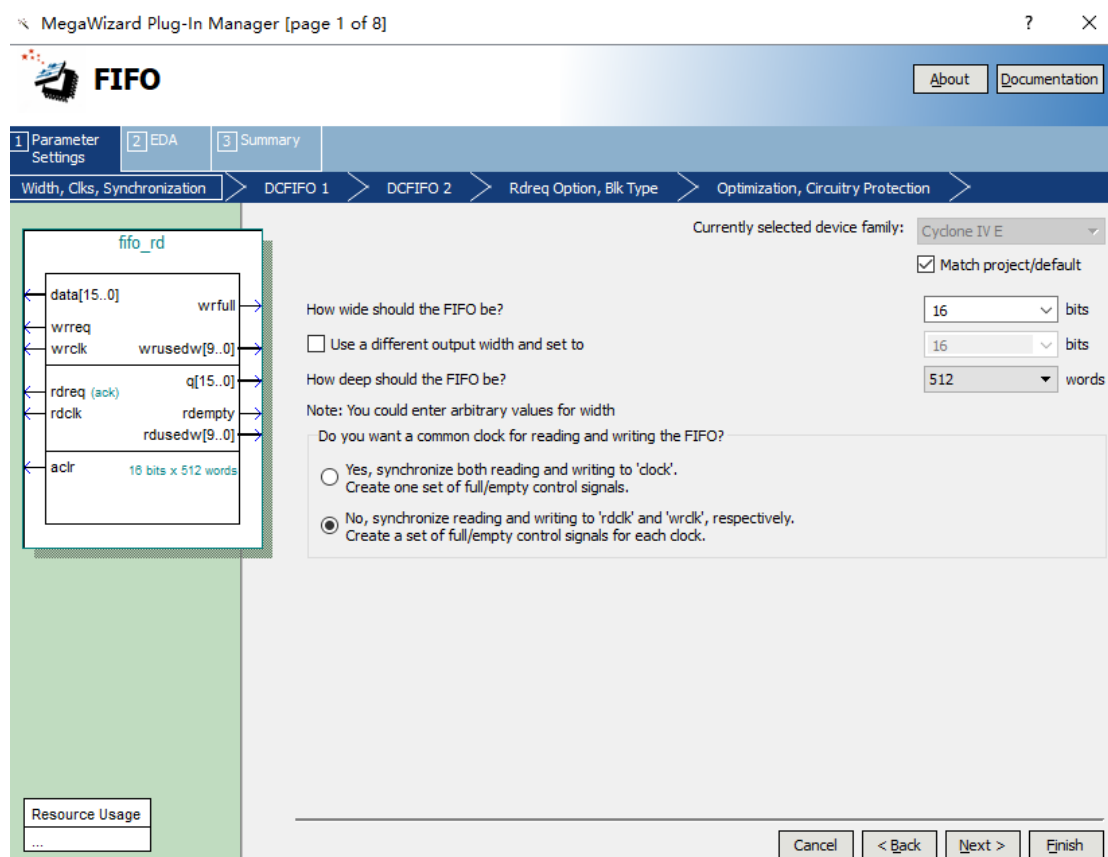 MegaWizard Plug-In Manager [page 1 of 8]
?
FIFO
About
Documentation
1 Parameter Settings
2 EDA
3 Summary
Width, Clks, Synchronization
DCFIFO 1
DCFIFO 2
Rdreq Option, Blk Type
Optimization, Circuitry Protection
Currently selected device family:
Cyclone IV E
Match project/default
fifo_rd
data[15..0]
wrfull
wrreq
wrclk
wrusedw[9..0]
q[15..0]
rdreq (ack)
rdclk
rdempty
rdusedw[9..0]
aclr
16 bits x 512 words
How wide should the FIFO be?
16
bits
Use a different output width and set to
16
bits
How deep should the FIFO be?
512
words
Note: You could enter arbitrary values for width
Do you want a common clock for reading and writing the FIFO?
Yes, synchronize both reading and writing to 'clock'.
Create one set of full/empty control signals.
No, synchronize reading and writing to 'rdclk' and 'wrclk', respectively.
Create a set of full/empty control signals for each clock.
Resource Usage
...
Cancel
< Back
Next >
Finish